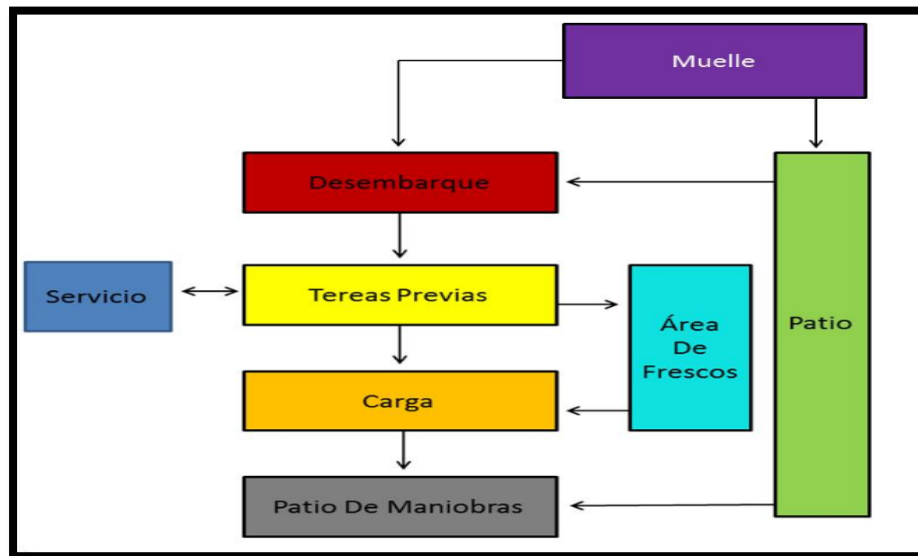 Muelle
Desembarque
Servicio
Tereas Previas
Área
De
Frescos
Patio
Carga
Patio De Maniobras